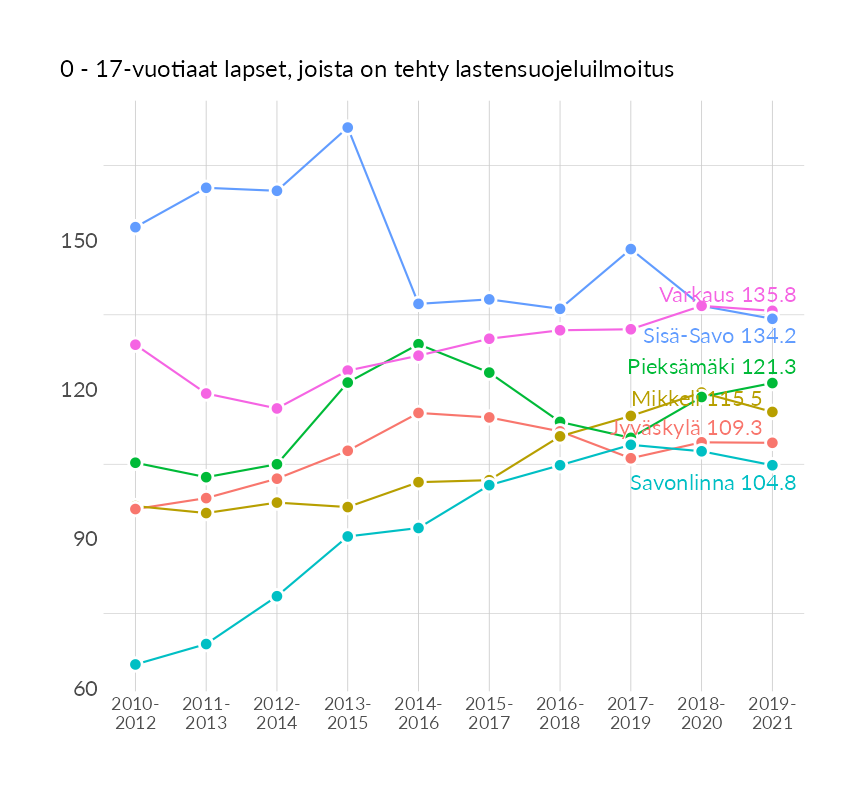 0 - 17-vuotiaat lapset, joista on tehty lastensuojeluilmoitus
150
120
90
60
Varkaus 135.8
Sisä-Savo 134.2
Pieksämäki 121.3
Mikkeli 115.5
Jyväskylä 109.3
Savonlinna 104.8
2010- 2011- 2012- 2013- 2014- 2015- 2016- 2017- 2018- 2019-
2012 2013 2014 2015 2016 2017 2018 2019 2020 2021